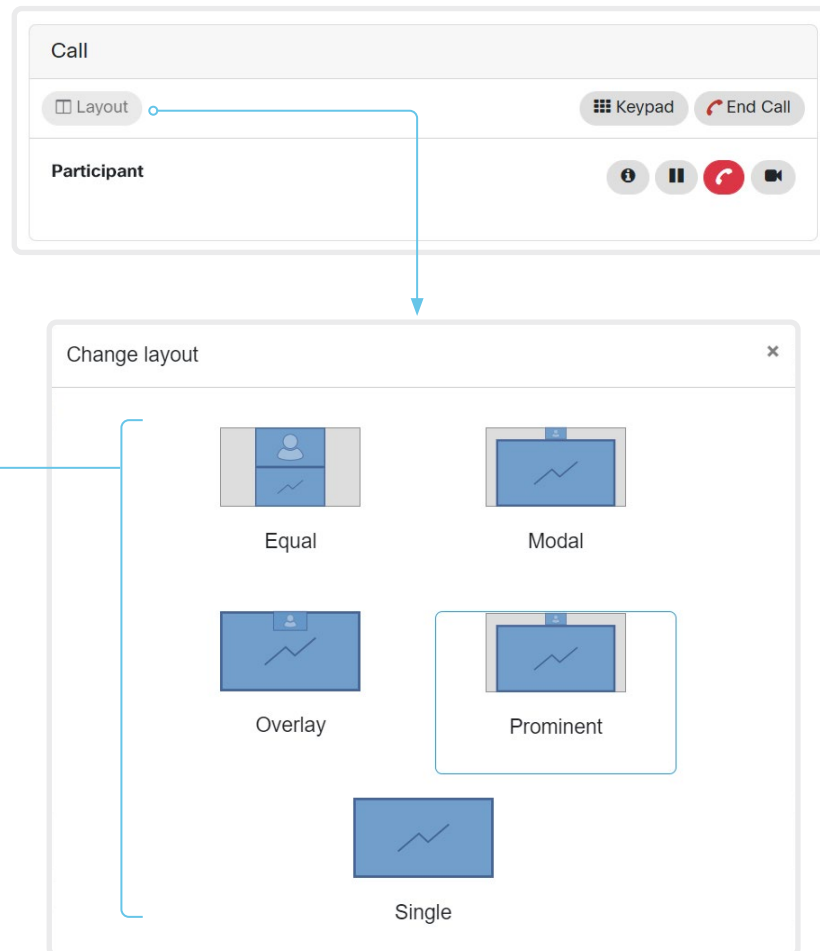 Call
Layout
Keypad
End Call
Participant
Change layout
Equal
Modal
Overlay
Prominent
Single